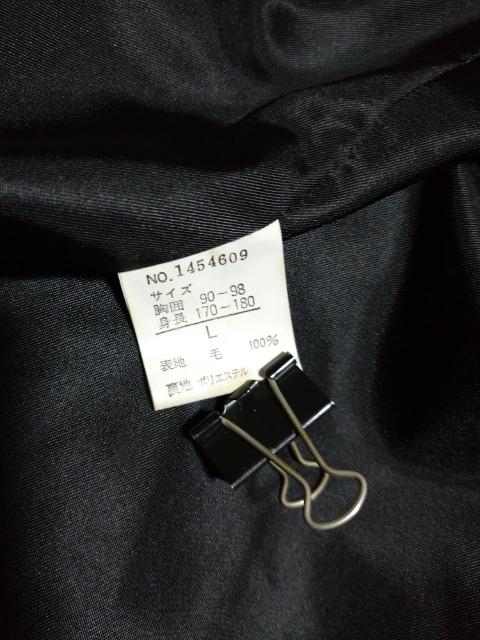 NO.1454609
サイズ
胸囲 90-98
身長 170-180
L
表地 毛 100%
裏地 ポリエステル